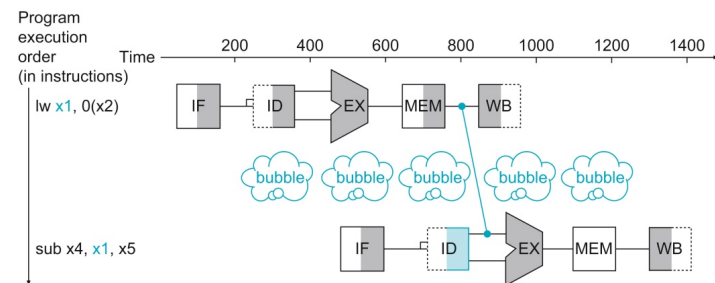 Program
execution
order
(in instructions)
Time
200 400 600 800 1000 1200 1400
lw x1, 0(x2)
IF ID EX MEM WB
bubble bubble bubble bubble bubble
sub x4, x1, x5
IF ID EX MEM WB